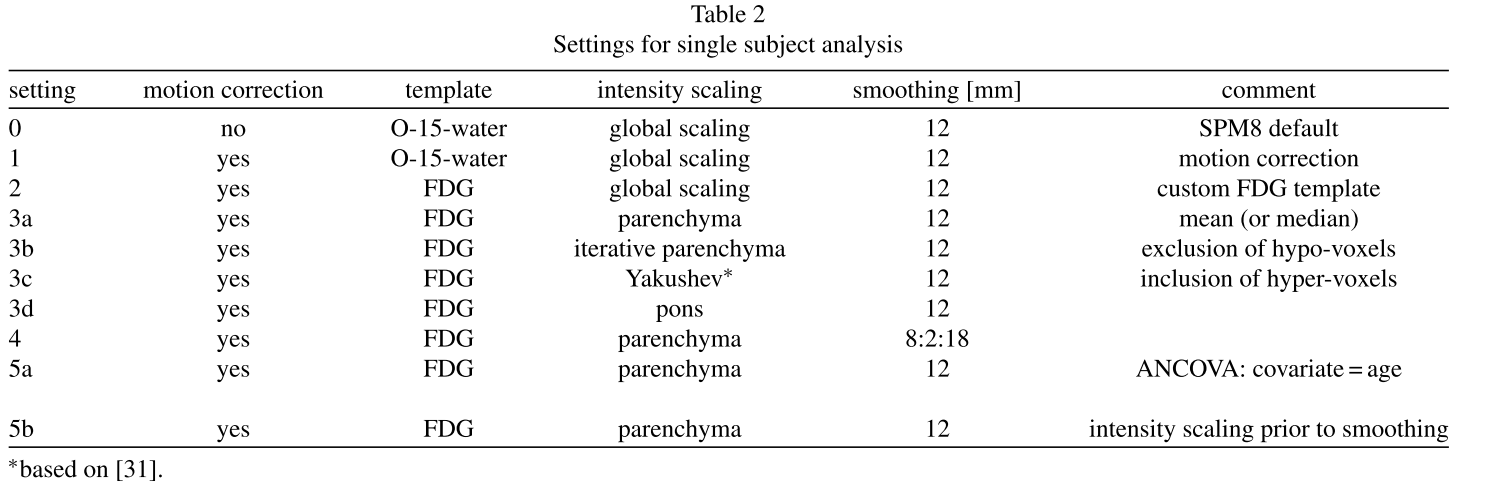 Table 2
Settings for single subject analysis
setting motion correction template intensity scaling smoothing [mm] comment
0 no O-15-water global scaling 12 SPM8 default
1 yes O-15-water global scaling 12 motion correction
2 yes FDG global scaling 12 custom FDG template
3a yes FDG parenchyma 12 mean (or median)
3b yes FDG iterative parenchyma 12 exclusion of hypo-voxels
3c yes FDG Yakushev* 12 inclusion of hyper-voxels
3d yes FDG pons 12
4 yes FDG parenchyma 8:2:18
5a yes FDG parenchyma 12 ANCOVA: covariate = age
5b yes FDG parenchyma 12 intensity scaling prior to smoothing
*based on [31].